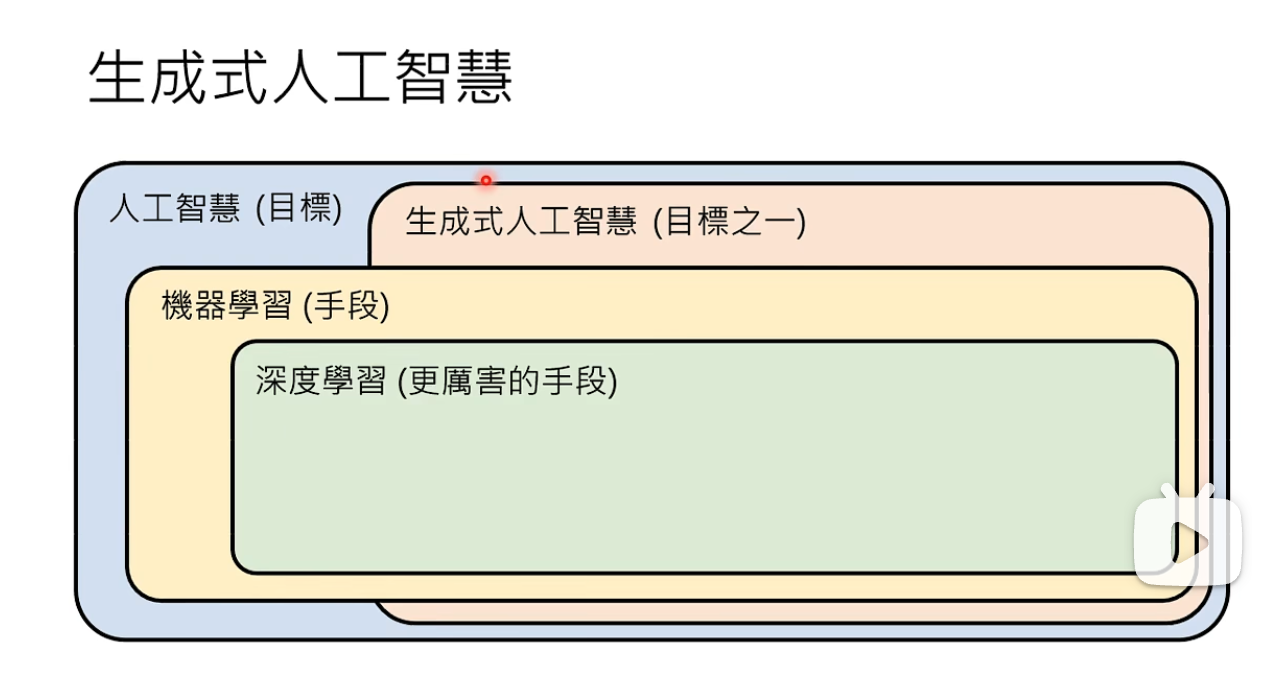 生成式人工智慧
人工智慧 (目標)
生成式人工智慧 (目標之一)
機器學習 (手段)
深度學習 (更厲害的手段)